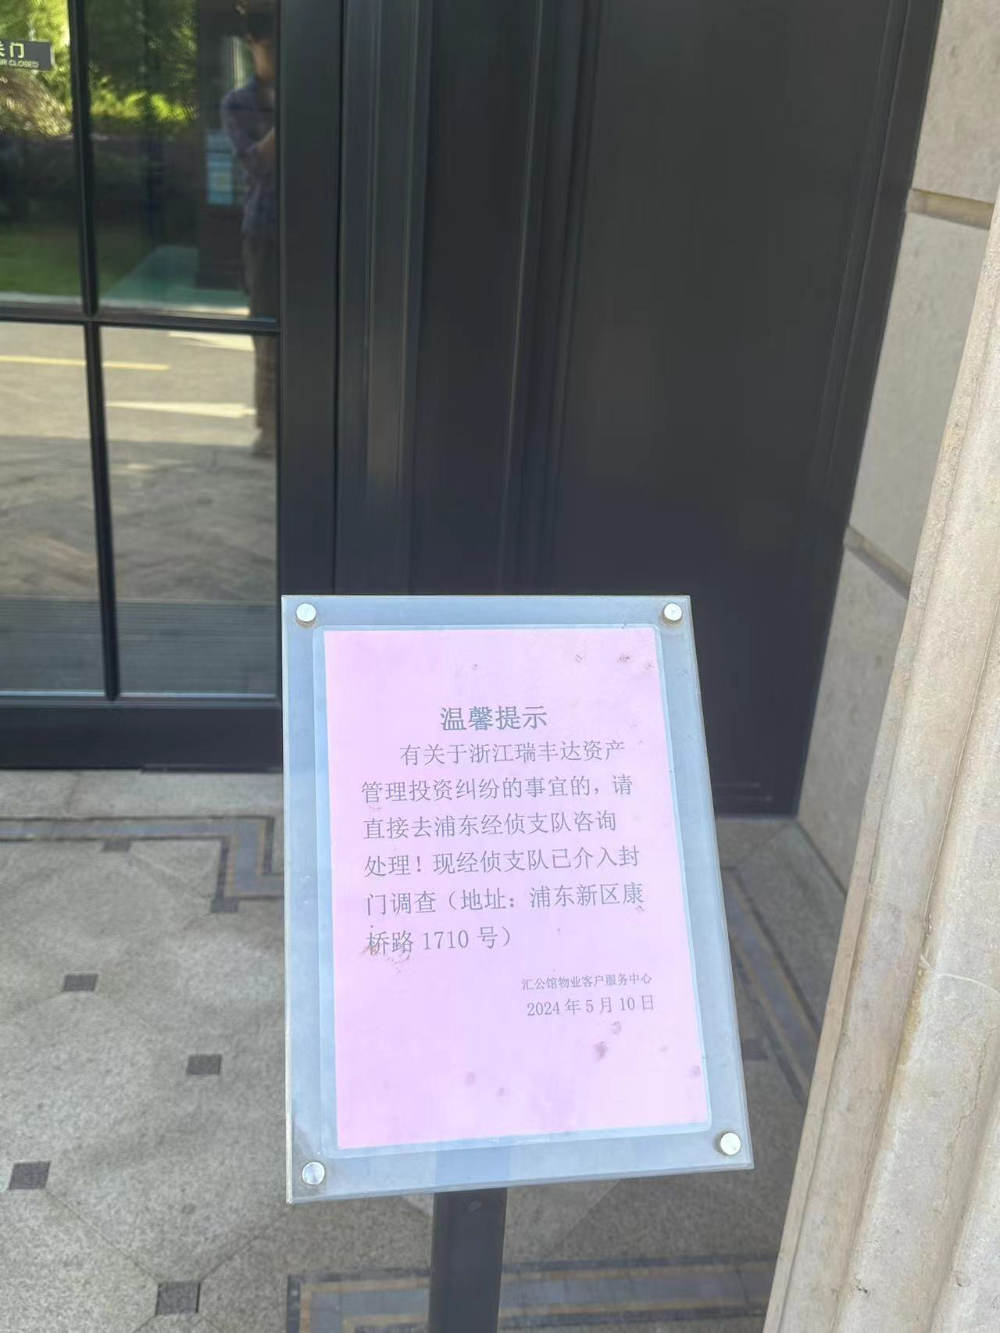 关门
OR CLOSED
温馨提示
有关于浙江瑞丰达资产
管理投资纠纷的事宜的，请
直接去浦东经侦支队咨询
处理！现经侦支队已介入封
门调查（地址：浦东新区康
桥路 1710 号）
汇公馆物业客户服务中心
2024 年 5 月 10 日